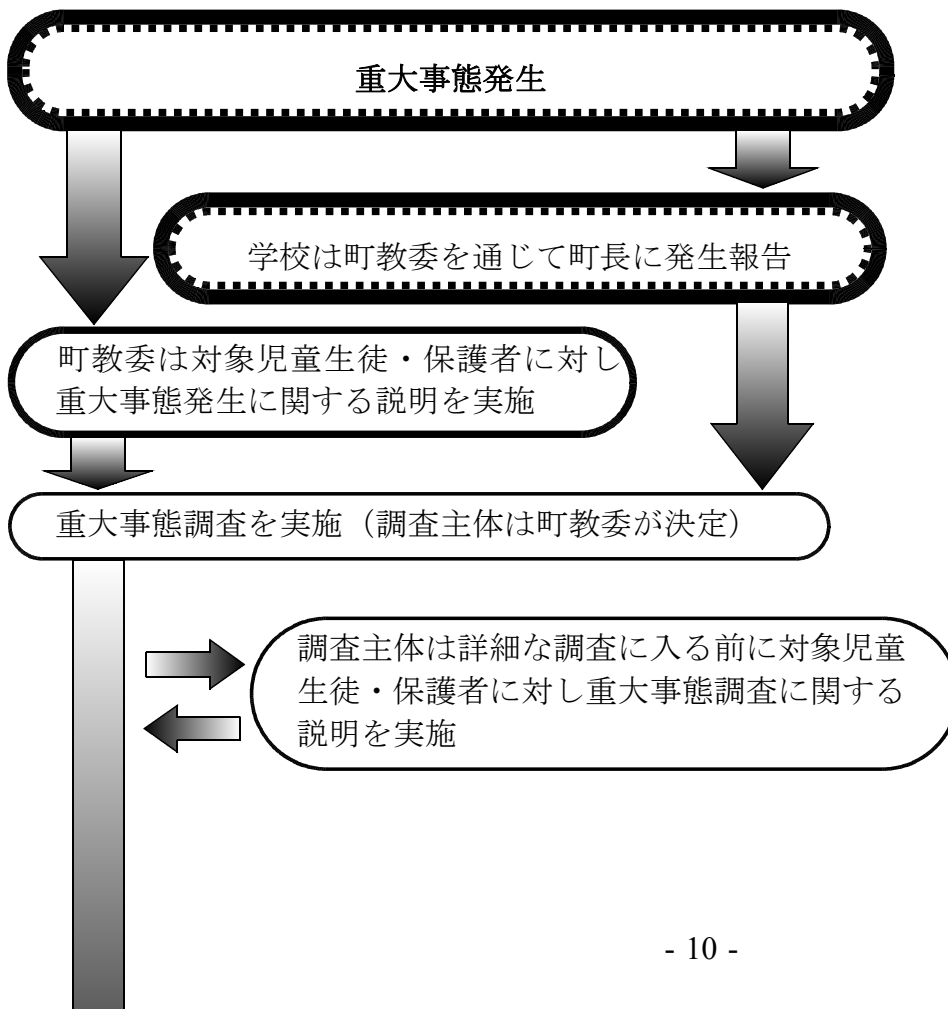 重大事態発生
学校は町教委を通じて町長に発生報告
町教委は対象児童生徒・保護者に対し
重大事態発生に関する説明を実施
重大事態調査を実施（調査主体は町教委が決定）
調査主体は詳細な調査に入る前に対象児童
生徒・保護者に対し重大事態調査に関する
説明を実施
- 10 -